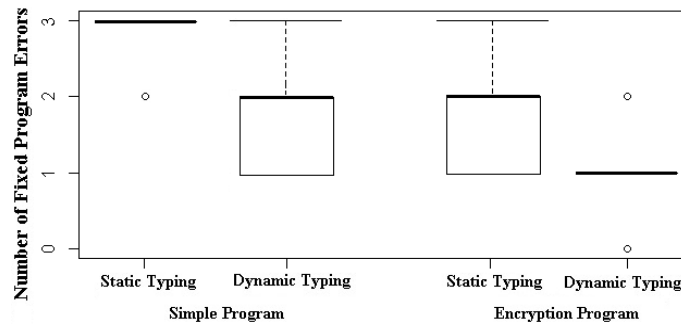 Number of Fixed Program Errors
3
2
1
0
Static Typing
Dynamic Typing
Static Typing
Dynamic Typing
Simple Program
Encryption Program